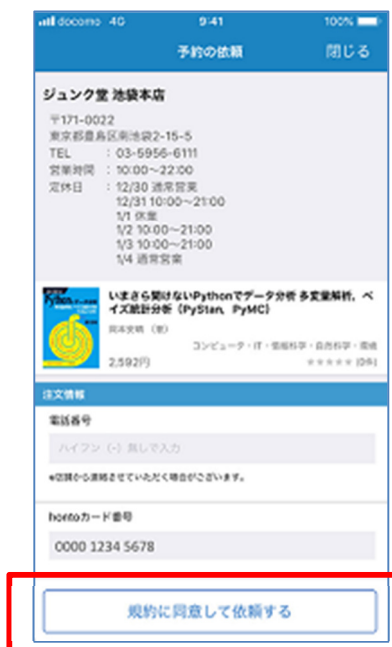 docomo 4G 9:41 100%
予約の依頼 閉じる
ジュンク堂 池袋本店
〒171-0022
東京都豊島区南池袋2-15-5
TEL : 03-5956-6111
営業時間 : 10:00～22:00
定休日 : 12/30 通常営業
12/31 10:00～21:00
1/1 休業
1/2 10:00～21:00
1/3 10:00～21:00
1/4 通常営業
いまさら聞けないPythonでデータ分析 多変量解析、ベ
イズ統計分析（PyStan, PyMC）
（著）
コンピュータ・IT・情報科学・自然科学・環境
2,592円 ★★★★★ (0件)
注文情報
電話番号
ハイフン（-）無しで入力
※店頭から連絡させていただく場合がございます。
hontoカード番号
0000 1234 5678
規約に同意して依頼する